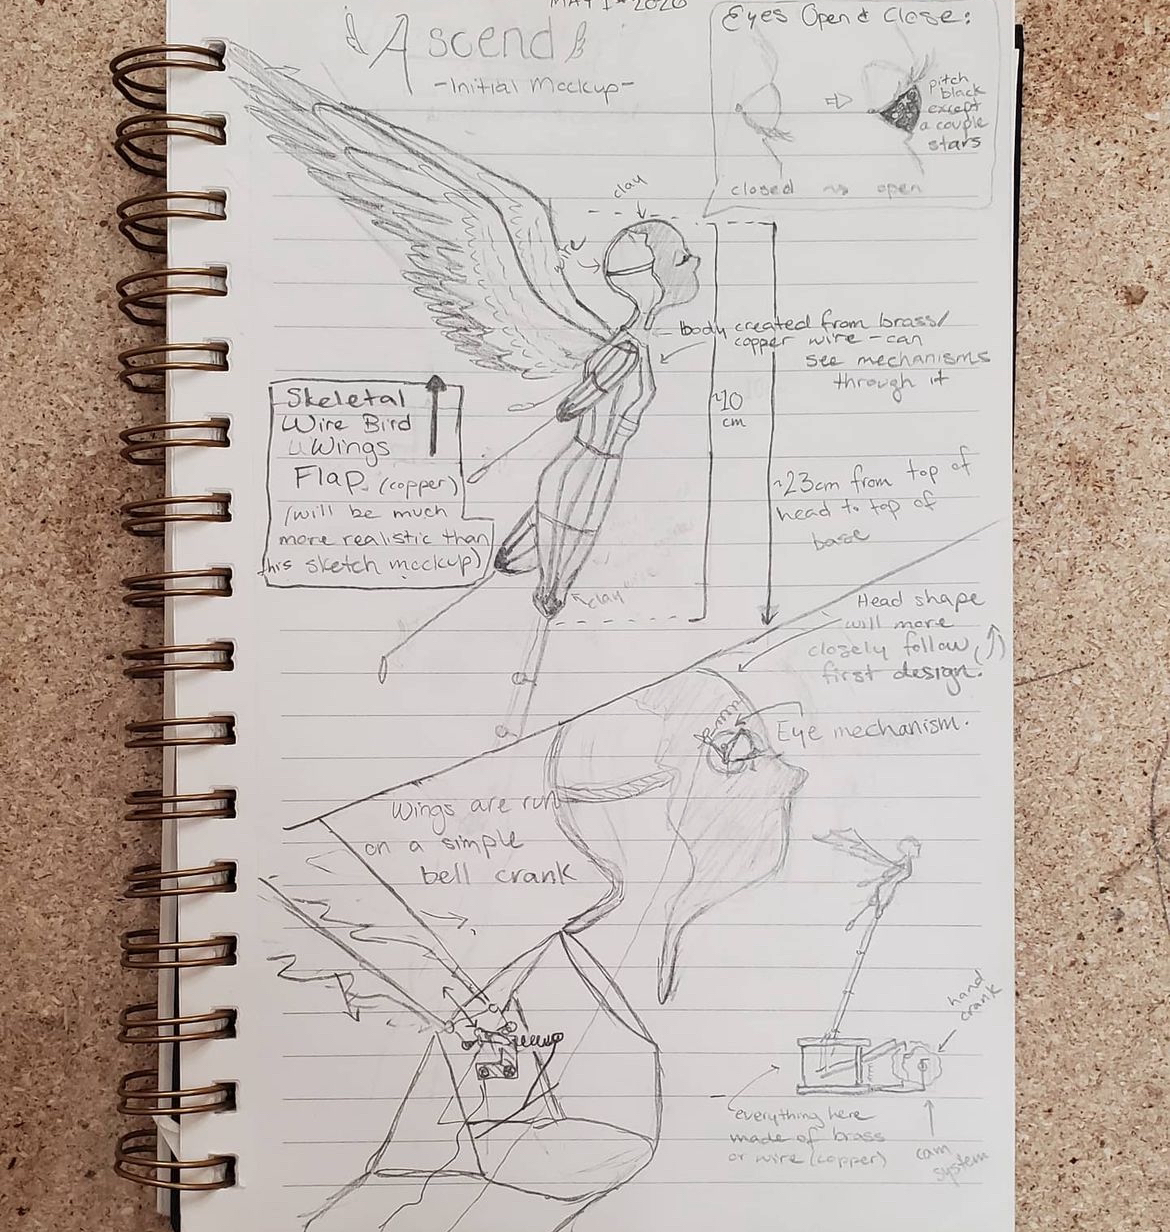 MAY 1st 2020
Ascend
-Initial Mockup-
Eyes Open & Close:
pitch
black
except
a couple
stars
closed ~> open
clay
wire
body created from brass/
copper wire - can
see mechanisms
through it
~10
cm
~23cm from top of
head to top of
base
Skeletal
Wire Bird
Wings
Flap (copper)
(will be much
more realistic than
this sketch mockup)
clay
Head shape
will more
closely follow (↑)
first design.
Eye mechanism.
Wings are run
on a simple
bell crank
hand
crank
everything here
made of brass
or wire (copper)
cam
system